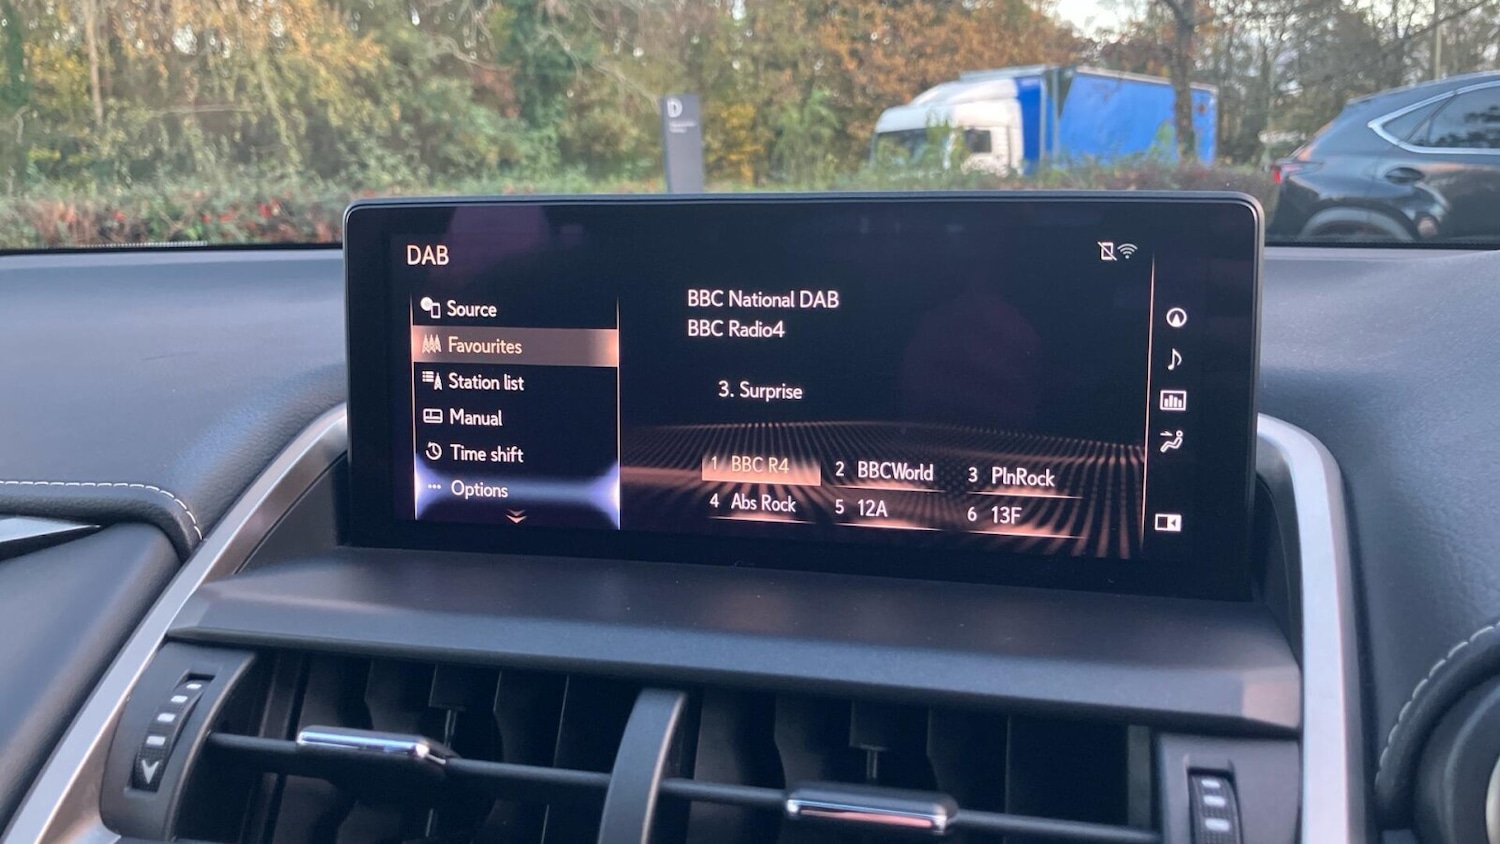 DAB
Source
Favourites
Station list
Manual
Time shift
Options
BBC National DAB
BBC Radio4
3. Surprise
1 BBC R4
2 BBCWorld
3 PlnRock
4 Abs Rock
5 12A
6 13F
D